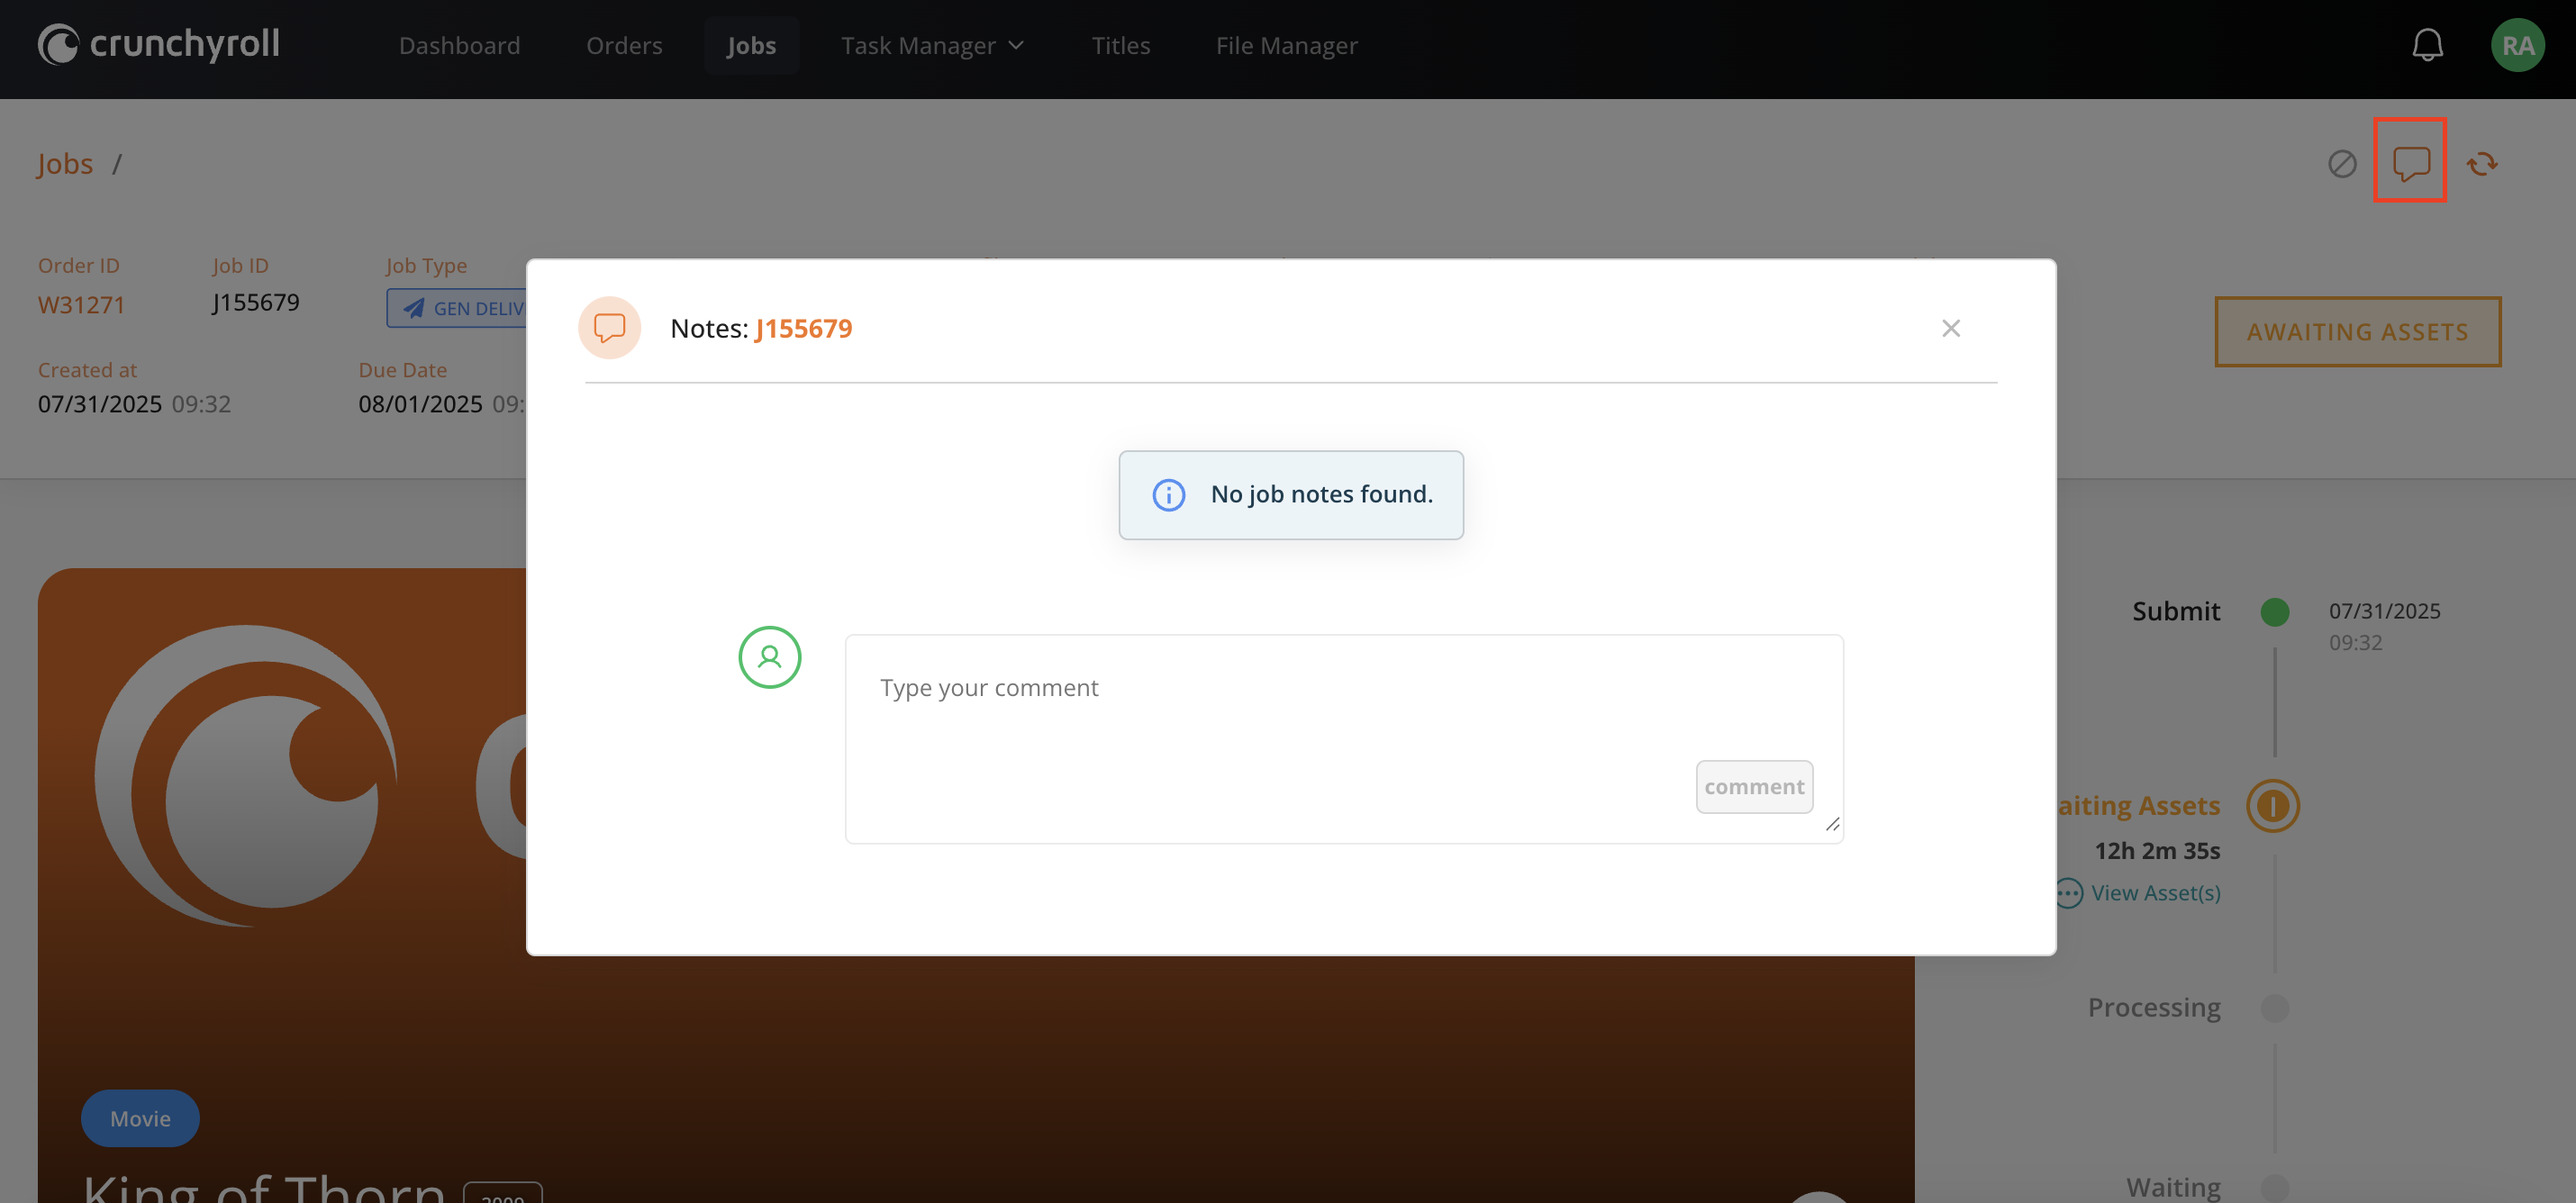 crunchyroll
Dashboard
Orders
Jobs
Task Manager
Titles
File Manager
RA
Jobs /
Order ID
W31271
Job ID
J155679
Job Type
GEN DELIV
Created at
07/31/2025 09:32
Due Date
08/01/2025 09:
AWAITING ASSETS
Notes: J155679
No job notes found.
Type your comment
comment
Submit
07/31/2025
09:32
aiting Assets
12h 2m 35s
View Asset(s)
Processing
Waiting
Movie
King of Thorn 2009